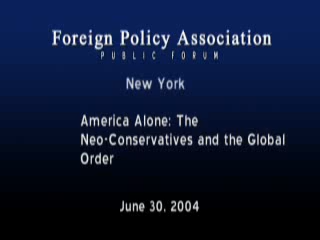 Foreign Policy Association
PUBLIC FORUM
New York
America Alone: The
Neo-Conservatives and the Global
Order
June 30, 2004